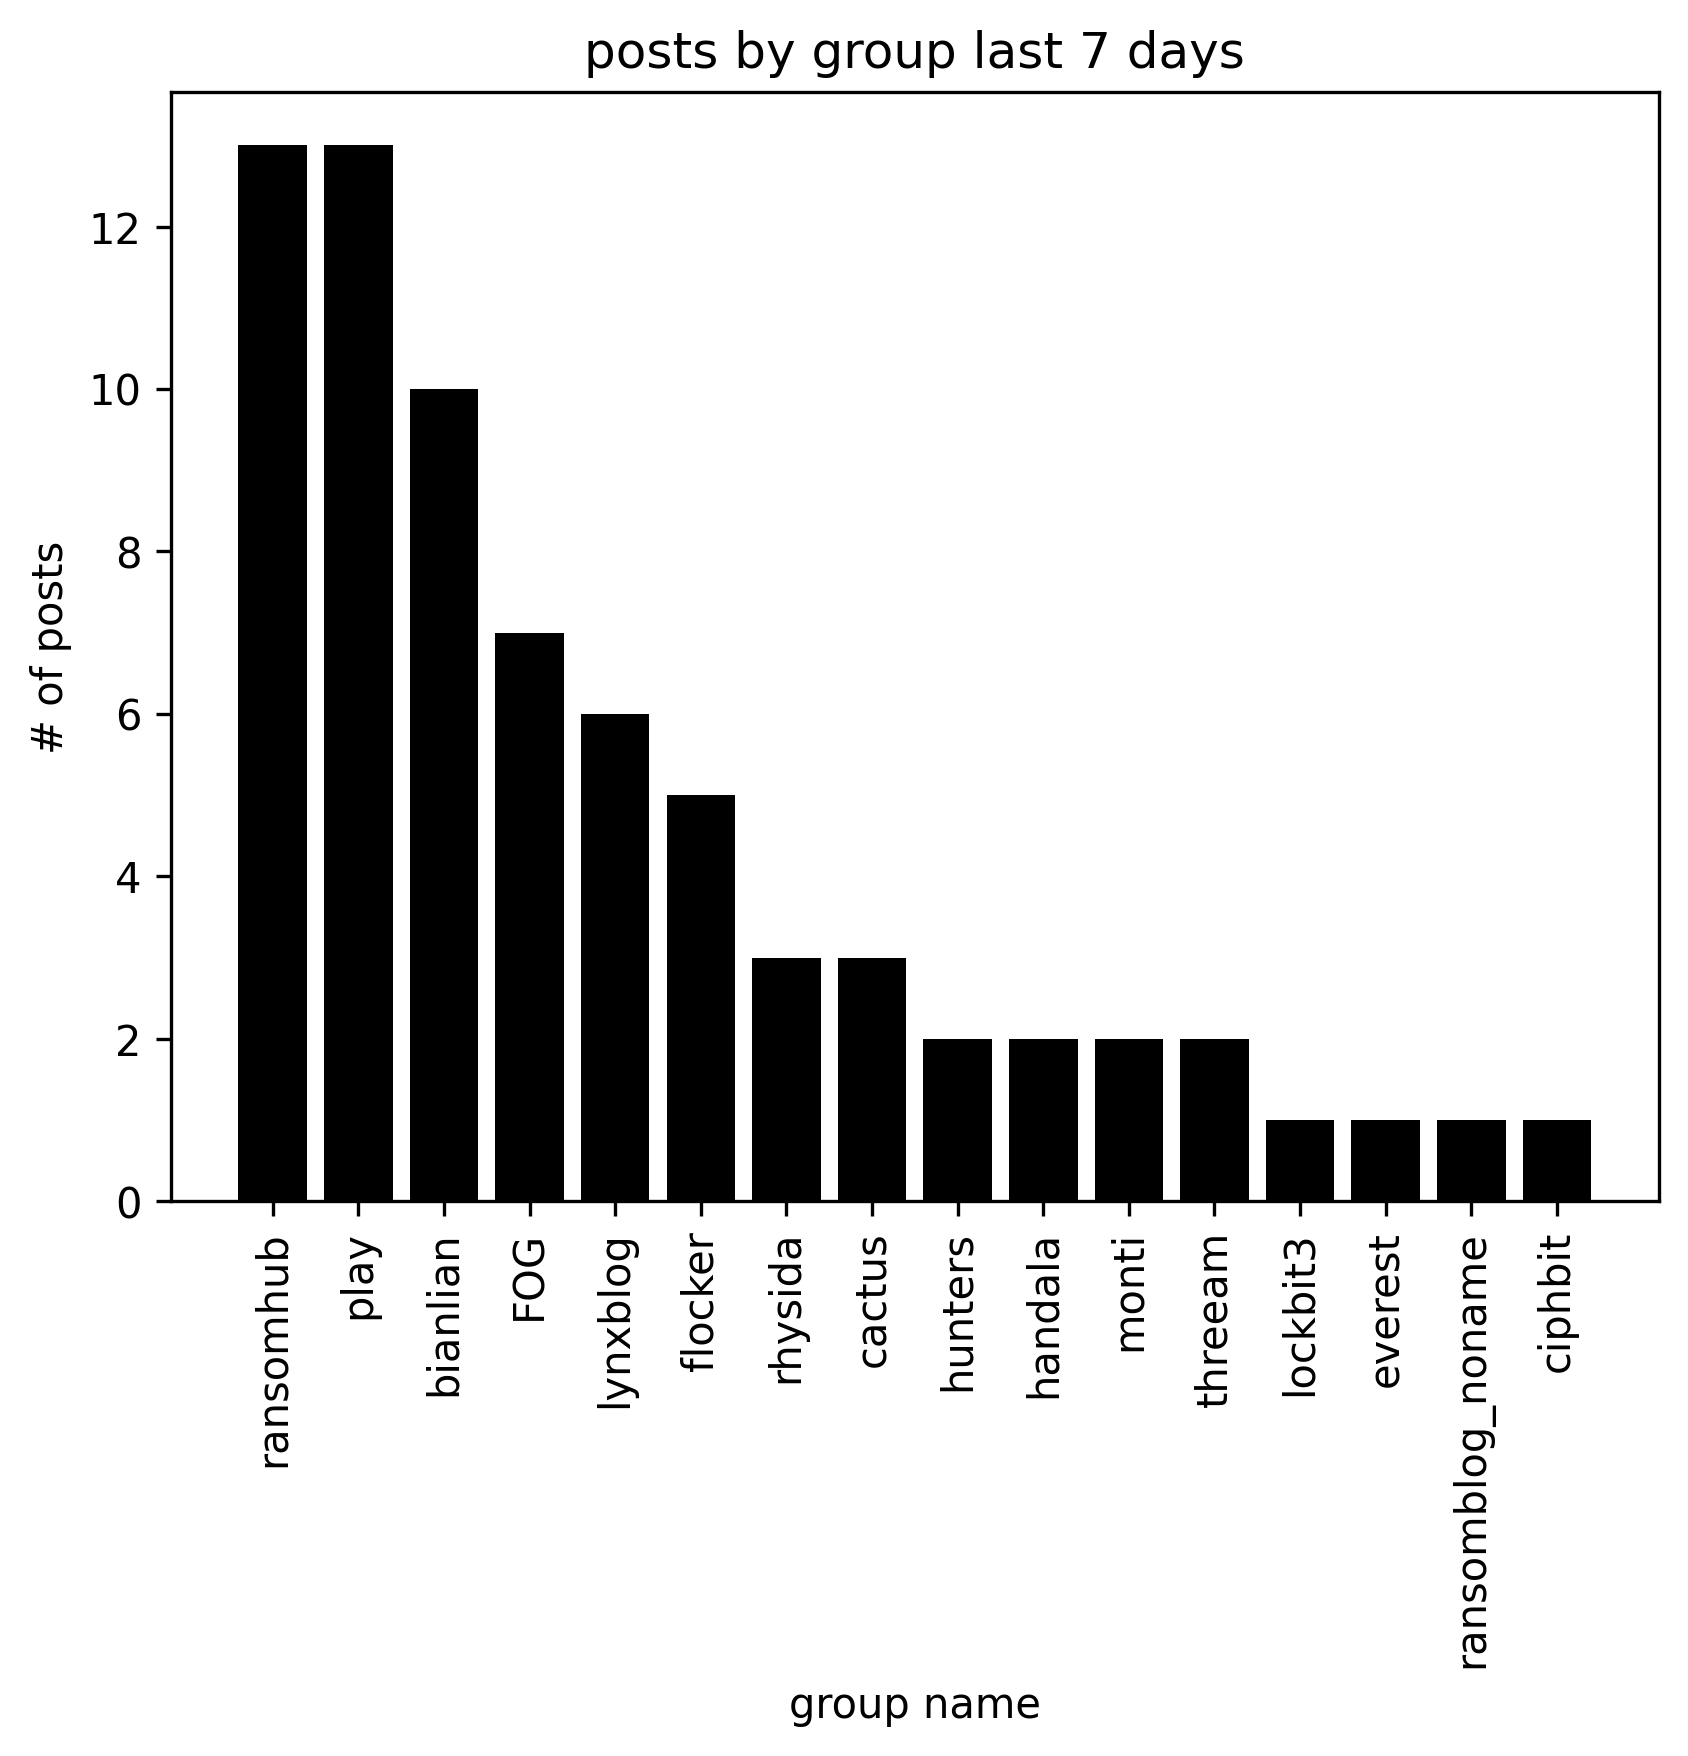 posts by group last 7 days
# of posts
12
10
8
6
4
2
0
ransomhub
play
bianlian
FOG
lynxblog
flocker
rhysida
cactus
hunters
handala
monti
threeam
lockbit3
everest
ransomblog_noname
ciphbit
group name